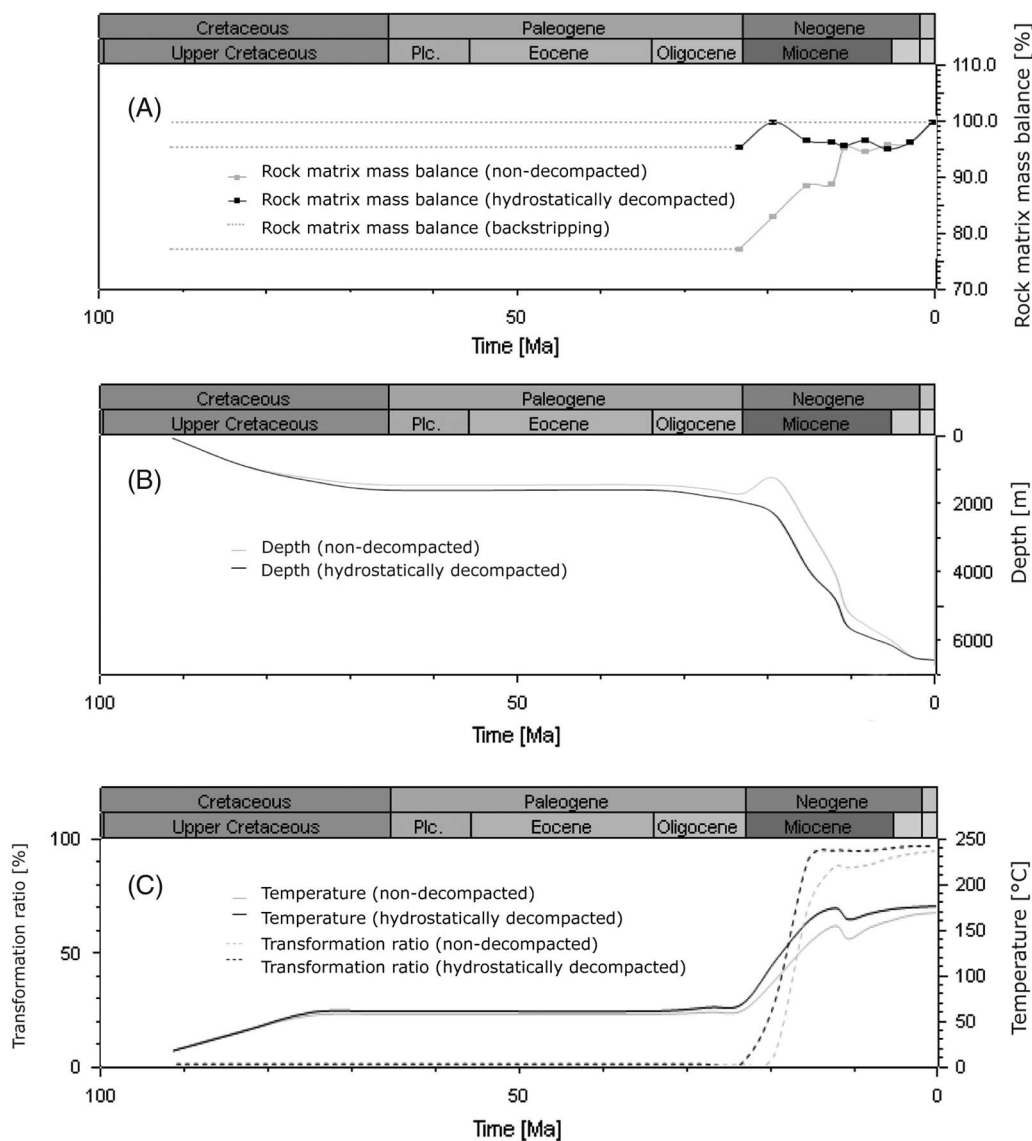 Cretaceous Paleogene Neogene
Upper Cretaceous Plc. Eocene Oligocene Miocene
110.0
(A)
100.0
Rock matrix mass balance (non-decompacted)
90.0
Rock matrix mass balance (hydrostatically decompacted)
Rock matrix mass balance (backstripping)
80.0
70.0
Rock matrix mass balance [%]
100 50 0
Time [Ma]
Cretaceous Paleogene Neogene
Upper Cretaceous Plc. Eocene Oligocene Miocene
0
(B)
2000
Depth (non-decompacted)
Depth (hydrostatically decompacted)
4000
6000
Depth [m]
100 50 0
Time [Ma]
Cretaceous Paleogene Neogene
Upper Cretaceous Plc. Eocene Oligocene Miocene
100 250
(C)
200
Temperature (non-decompacted)
Temperature (hydrostatically decompacted)
150
Transformation ratio (non-decompacted)
50
Transformation ratio (hydrostatically decompacted)
100
50
0 0
Transformation ratio [%]
Temperature [°C]
100 50 0
Time [Ma]